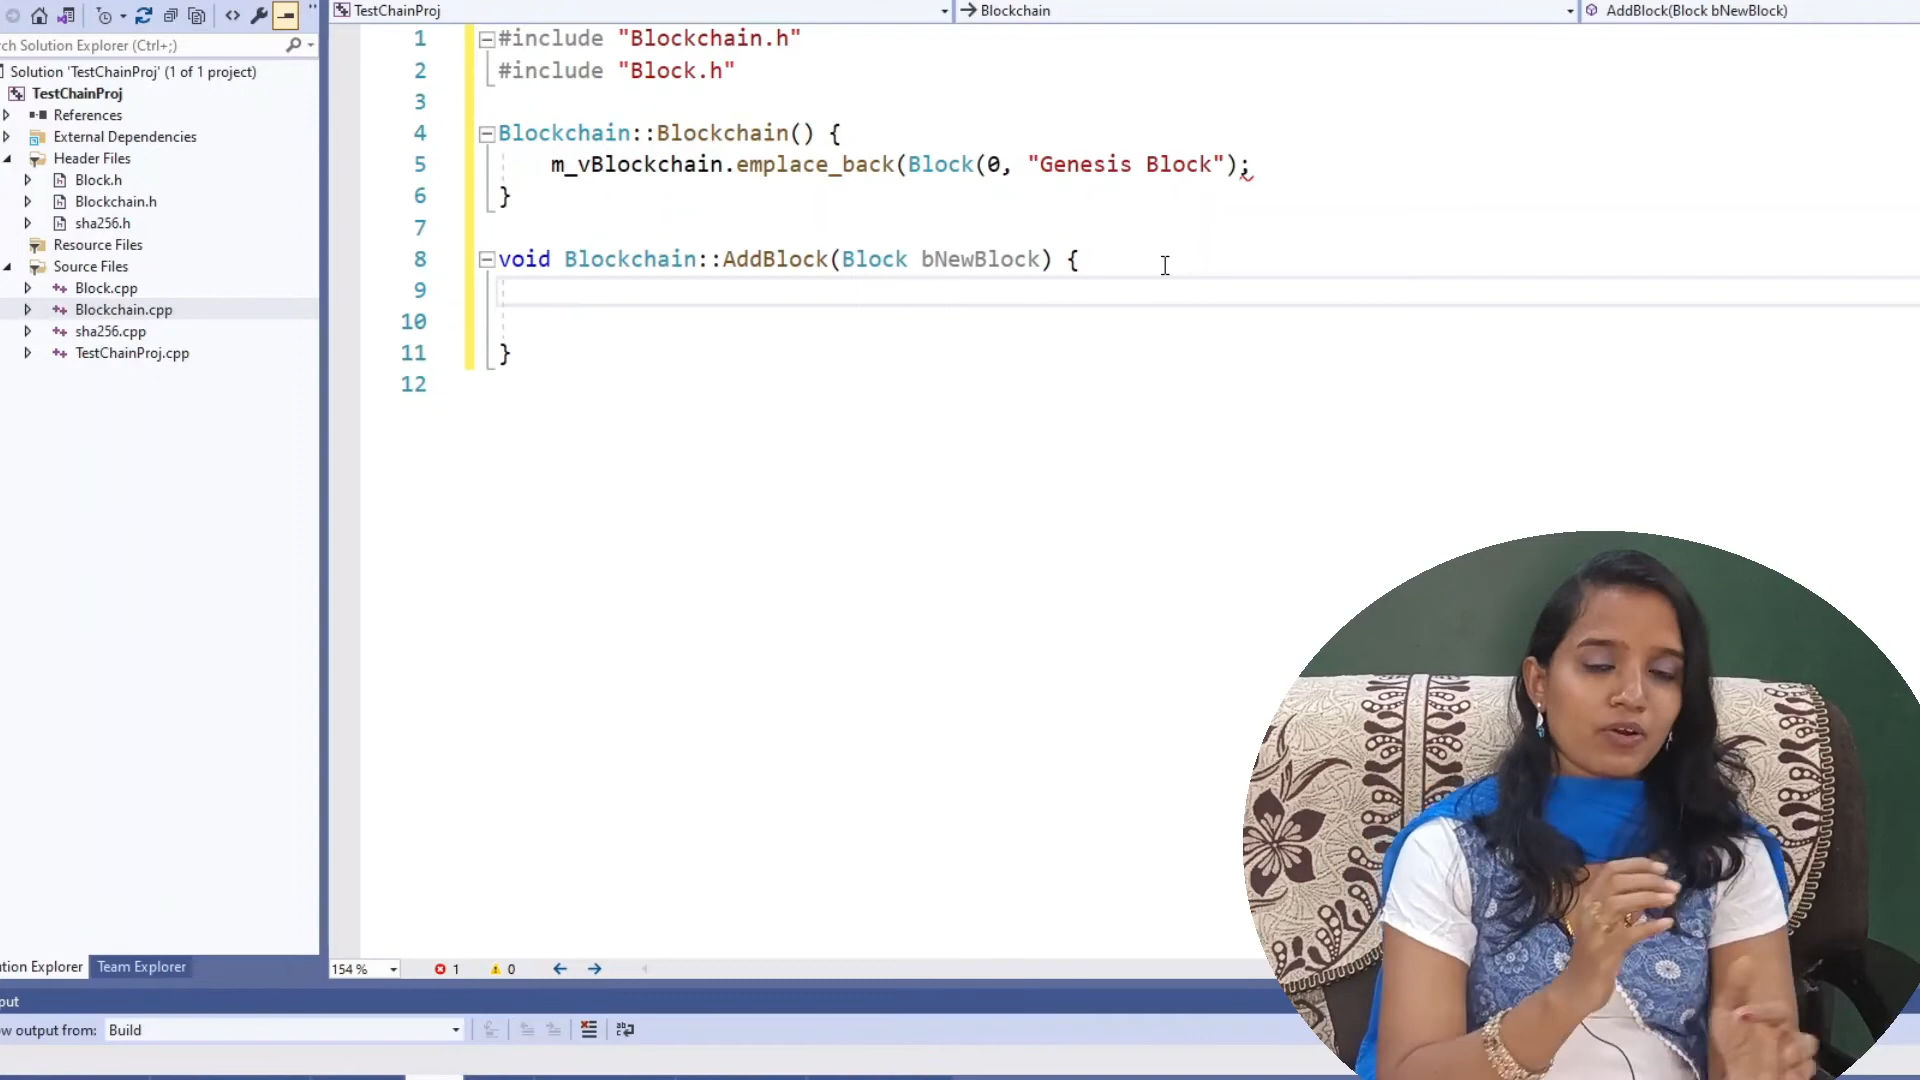 TestChainProj
Blockchain
AddBlock(Block bNewBlock)
ch Solution Explorer (Ctrl+;)
Solution 'TestChainProj' (1 of 1 project)
TestChainProj
References
External Dependencies
Header Files
Block.h
Blockchain.h
sha256.h
Resource Files
Source Files
Block.cpp
Blockchain.cpp
sha256.cpp
TestChainProj.cpp
1 #include "Blockchain.h"
2 #include "Block.h"
3
4 Blockchain::Blockchain() {
5 m_vBlockchain.emplace_back(Block(0, "Genesis Block");
6 }
7
8 void Blockchain::AddBlock(Block bNewBlock) {
9
10
11 }
12
ution Explorer
Team Explorer
154 %
1
0
put
ow output from:
Build